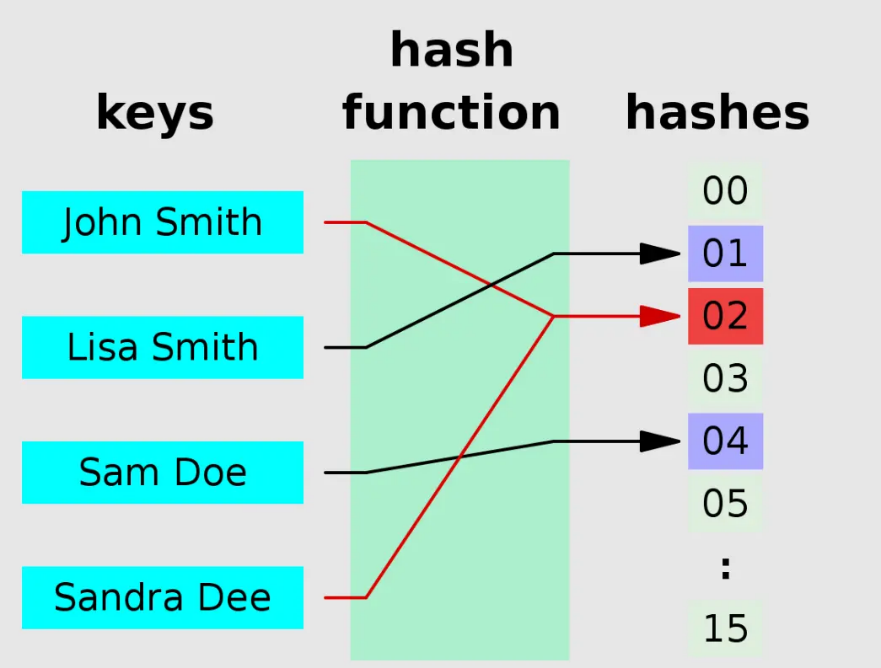 keys
hash
function
hashes
John Smith
Lisa Smith
Sam Doe
Sandra Dee
00
01
02
03
04
05
:
15